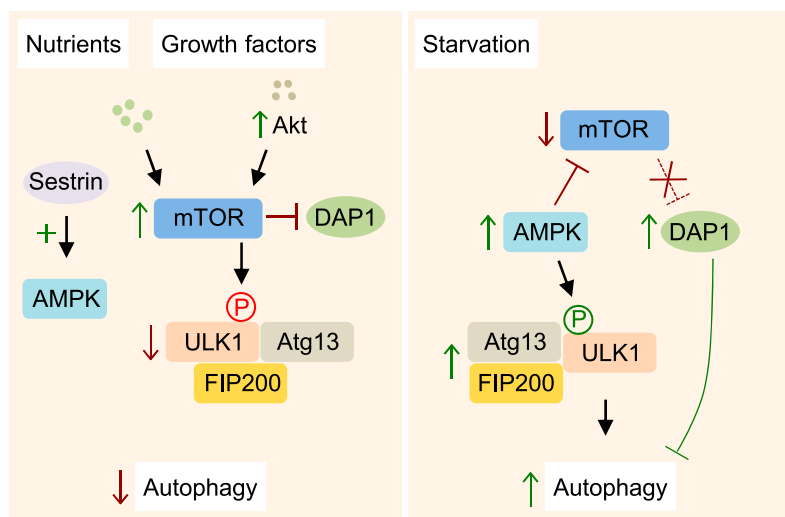 Nutrients
Growth factors
Akt
Sestrin
mTOR
DAP1
AMPK
P
ULK1
Atg13
FIP200
Autophagy
Starvation
mTOR
AMPK
DAP1
P
Atg13
ULK1
FIP200
Autophagy